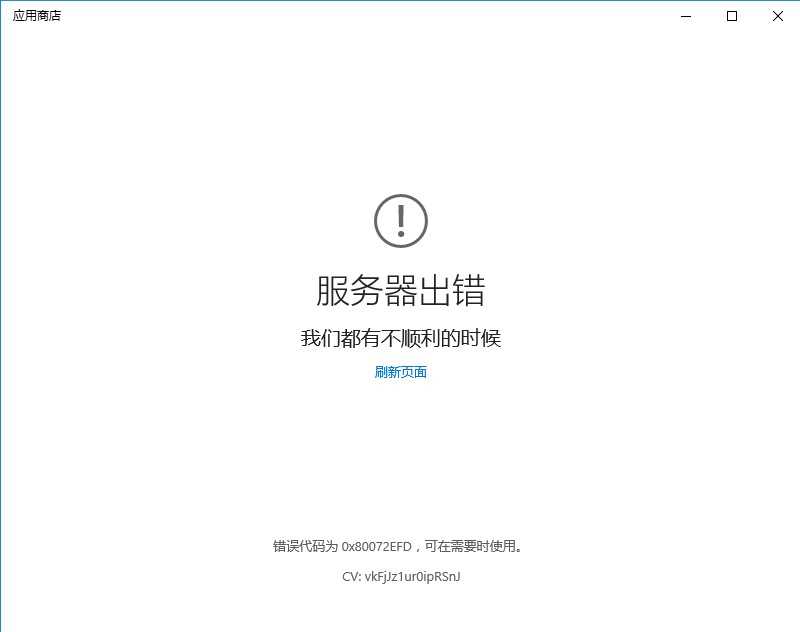 应用商店
服务器出错
我们都有不顺利的时候
刷新页面
错误代码为 0x80072EFD，可在需要时使用。
CV: vkFjJz1ur0ipRSnJ